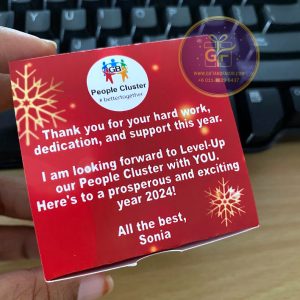 GB
People Cluster
#bettertogether
Thank you for your hard work,
dedication, and support this year.
I am looking forward to Level-Up
our People Cluster with YOU.
Here's to a prosperous and exciting
year 2024!
All the best,
Sonia